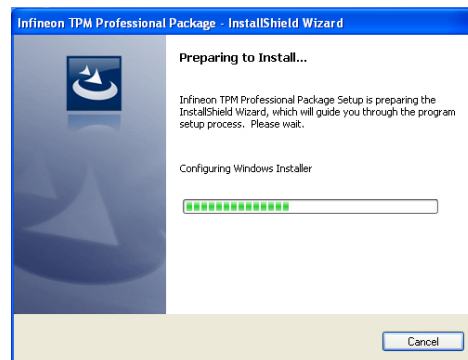 Infineon TPM Professional Package - InstallShield Wizard
Preparing to Install...
Infineon TPM Professional Package Setup is preparing the
InstallShield Wizard, which will guide you through the program
setup process. Please wait.
Configuring Windows Installer
Cancel